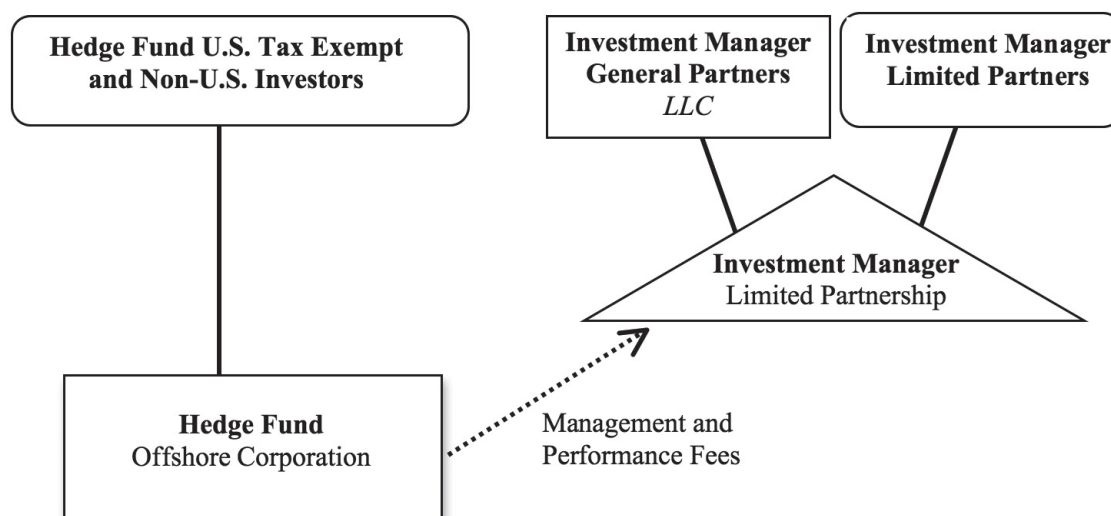 Hedge Fund U.S. Tax Exempt
and Non-U.S. Investors
Investment Manager
General Partners
LLC
Investment Manager
Limited Partners
Investment Manager
Limited Partnership
Hedge Fund
Offshore Corporation
Management and
Performance Fees